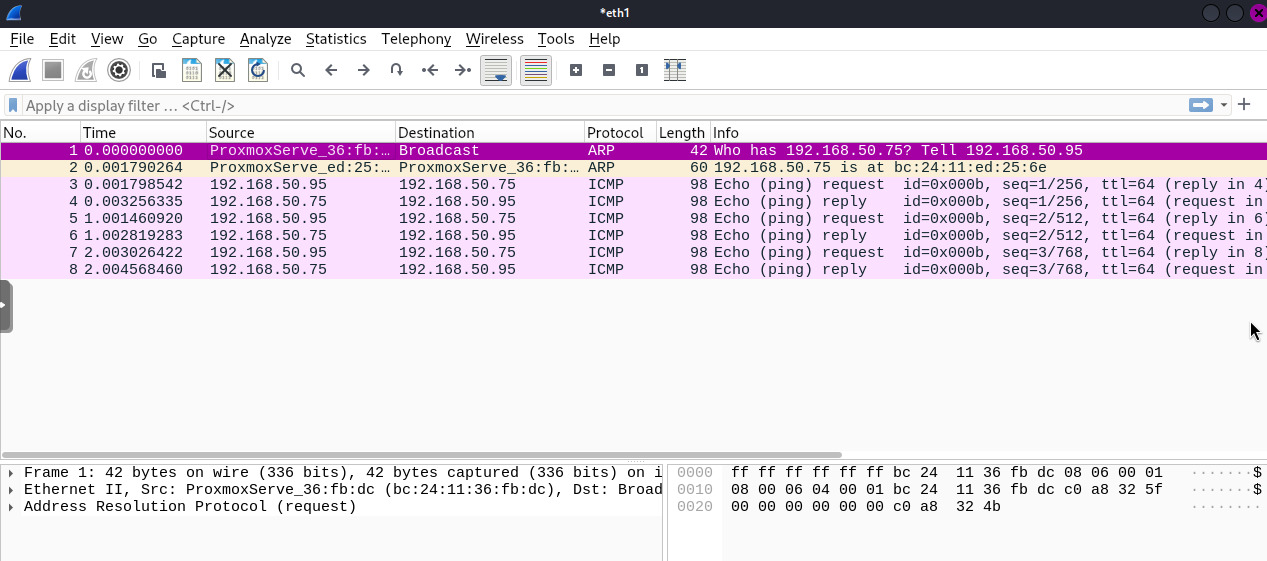 *eth1
File Edit View Go Capture Analyze Statistics Telephony Wireless Tools Help
Apply a display filter … <Ctrl-/>
No. Time Source Destination Protocol Length Info
1 0.000000000 ProxmoxServe_36:fb:… Broadcast ARP 42 Who has 192.168.50.75? Tell 192.168.50.95
2 0.001790264 ProxmoxServe_ed:25:… ProxmoxServe_36:fb:… ARP 60 192.168.50.75 is at bc:24:11:ed:25:6e
3 0.001798542 192.168.50.95 192.168.50.75 ICMP 98 Echo (ping) request id=0x000b, seq=1/256, ttl=64 (reply in 4)
4 0.003256335 192.168.50.75 192.168.50.95 ICMP 98 Echo (ping) reply id=0x000b, seq=1/256, ttl=64 (request in
5 1.001460920 192.168.50.95 192.168.50.75 ICMP 98 Echo (ping) request id=0x000b, seq=2/512, ttl=64 (reply in 6)
6 1.002819283 192.168.50.75 192.168.50.95 ICMP 98 Echo (ping) reply id=0x000b, seq=2/512, ttl=64 (request in
7 2.003026422 192.168.50.95 192.168.50.75 ICMP 98 Echo (ping) request id=0x000b, seq=3/768, ttl=64 (reply in 8)
8 2.004568460 192.168.50.75 192.168.50.95 ICMP 98 Echo (ping) reply id=0x000b, seq=3/768, ttl=64 (request in
Frame 1: 42 bytes on wire (336 bits), 42 bytes captured (336 bits) on i
Ethernet II, Src: ProxmoxServe_36:fb:dc (bc:24:11:36:fb:dc), Dst: Broad
Address Resolution Protocol (request)
0000 ff ff ff ff ff ff bc 24 11 36 fb dc 08 06 00 01 ·······$
0010 08 00 06 04 00 01 bc 24 11 36 fb dc c0 a8 32 5f ·······$
0020 00 00 00 00 00 00 c0 a8 32 4b ········